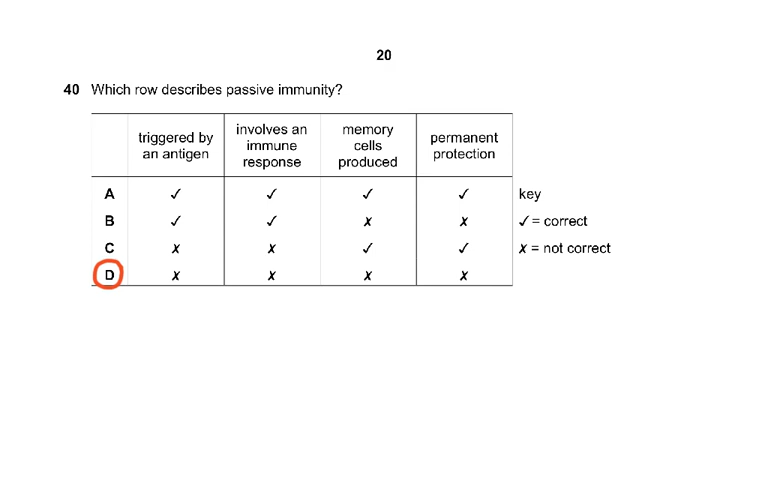 20
40 Which row describes passive immunity?
triggered by an antigen involves an immune response memory cells produced permanent protection
A ✓ ✓ ✓ ✓ key
B ✓ ✓ ✗ ✗ ✓ = correct
C ✗ ✗ ✓ ✓ ✗ = not correct
D ✗ ✗ ✗ ✗